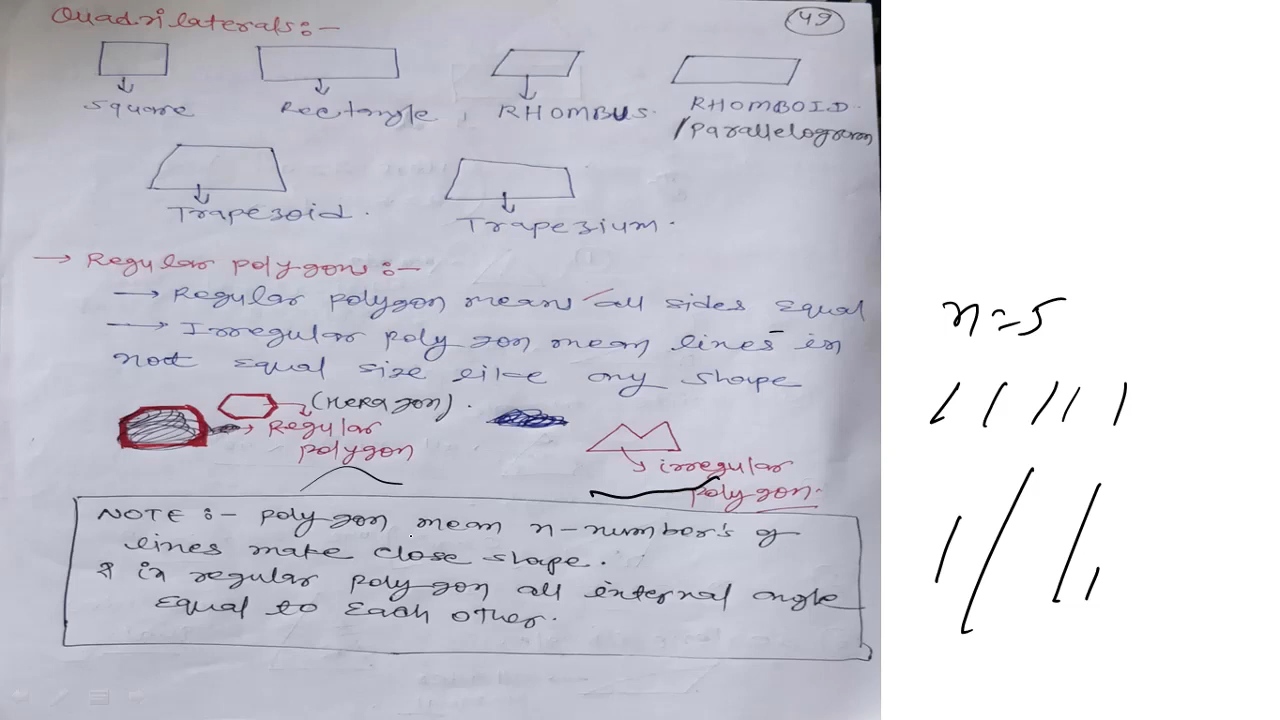 Quadrilaterals:-
49
Square
Rectangle
RHOMBUS.
RHOMBOID.
/Parallelogram
Trapezoid.
Trapezium.
→ Regular polygon :-
→ Regular polygon mean all sides equal
→ Irregular polygon mean lines in
not equal size like any shape
(Hexagon).
Regular
polygon
irregular
polygon.
NOTE :- polygon mean n-number's of
lines make close shape.
& in regular polygon all internal angle
equal to each other.
n=5